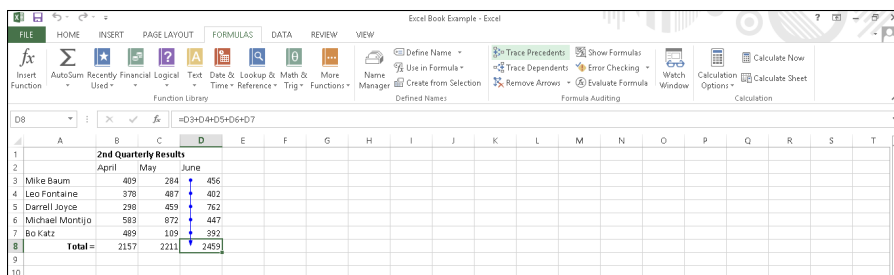 Excel Book Example - Excel
FILE HOME INSERT PAGE LAYOUT FORMULAS DATA REVIEW VIEW
fx Insert Function
Σ AutoSum
Recently Used
Financial
Logical
Text
Date & Time
Lookup & Reference
Math & Trig
More Functions
Function Library
Name Manager
Define Name
Use in Formula
Create from Selection
Defined Names
Trace Precedents
Trace Dependents
Remove Arrows
Show Formulas
Error Checking
Evaluate Formula
Watch Window
Formula Auditing
Calculation Options
Calculate Now
Calculate Sheet
Calculation
D8 fx =D3+D4+D5+D6+D7
A B C D E F G H I J K L M N O P Q R S T
1 2nd Quarterly Results
2 April May June
3 Mike Baum 409 284 456
4 Leo Fontaine 378 487 402
5 Darrell Joyce 298 459 762
6 Michael Montijo 583 872 447
7 Bo Katz 489 109 392
8 Total = 2157 2211 2459
9
10